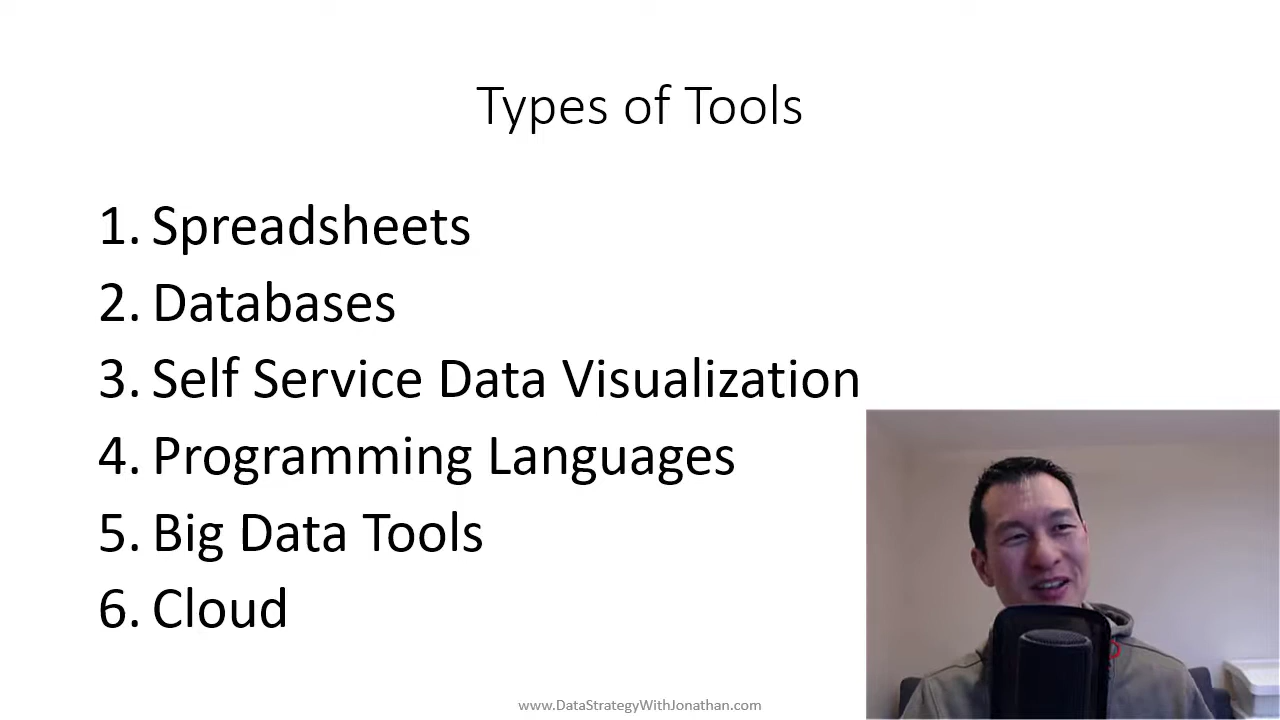 Types of Tools
1. Spreadsheets
2. Databases
3. Self Service Data Visualization
4. Programming Languages
5. Big Data Tools
6. Cloud
www.DataStrategyWithJonathan.com